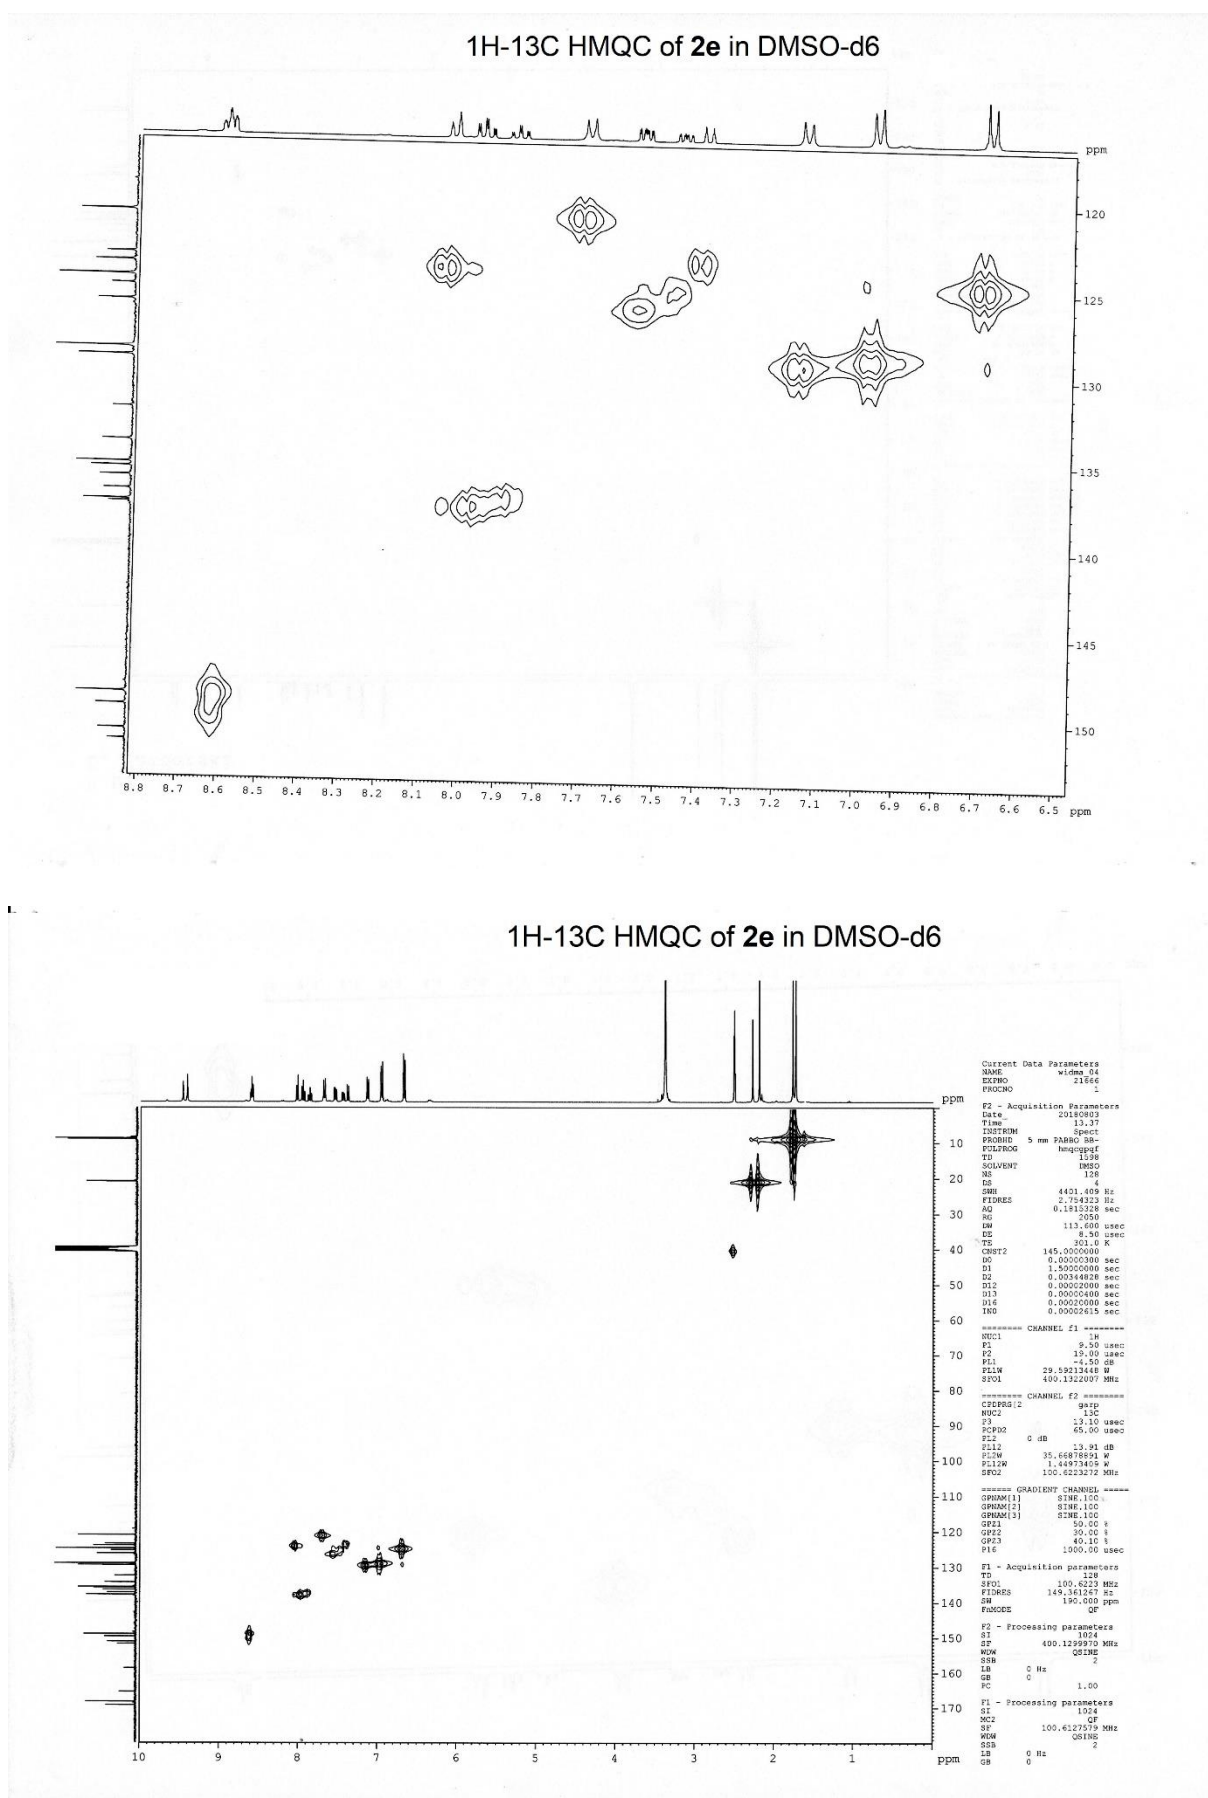 1H-13C HMQC of 2e in DMSO-d6
ppm
120
125
130
135
140
145
150
8.8 8.7 8.6 8.5 8.4 8.3 8.2 8.1 8.0 7.9 7.8 7.7 7.6 7.5 7.4 7.3 7.2 7.1 7.0 6.9 6.8 6.7 6.6 6.5 ppm
1H-13C HMQC of 2e in DMSO-d6
ppm
10
20
30
40
50
60
70
80
90
100
110
120
130
140
150
160
170
10 9 8 7 6 5 4 3 2 1 ppm
Current Data Parameters
NAME widma_04
EXPNO 21666
PROCNO 1
F2 - Acquisition Parameters
Date_ 20180803
Time 13.37
INSTRUM Spect
PROBHD 5 mm PABBO BB-
PULPROG hmqcgpqf
TD 1598
SOLVENT DMSO
NS 128
DS 4
SWH 4401.409 Hz
FIDRES 2.754323 Hz
AQ 0.1815328 sec
RG 2050
DW 113.600 usec
DE 8.50 usec
TE 301.0 K
CNST2 145.0000000
D0 0.00000300 sec
D1 1.50000000 sec
D2 0.00344828 sec
D12 0.00002000 sec
D13 0.00000400 sec
D16 0.00020000 sec
IN0 0.00002615 sec
======== CHANNEL f1 ========
NUC1 1H
P1 9.50 usec
P2 19.00 usec
PL1 -4.50 dB
PL1W 29.59213448 W
SFO1 400.1322007 MHz
======== CHANNEL f2 ========
CPDPRG[2 garp
NUC2 13C
P3 13.10 usec
PCPD2 65.00 usec
PL2 0 dB
PL12 13.91 dB
PL2W 35.66878891 W
PL12W 1.44973409 W
SFO2 100.6223272 MHz
====== GRADIENT CHANNEL =====
GPNAM[1] SINE.100
GPNAM[2] SINE.100
GPNAM[3] SINE.100
GPZ1 50.00 %
GPZ2 30.00 %
GPZ3 40.10 %
P16 1000.00 usec
F1 - Acquisition parameters
TD 128
SFO1 100.6223 MHz
FIDRES 149.361267 Hz
SW 190.000 ppm
FnMODE QF
F2 - Processing parameters
SI 1024
SF 400.1299970 MHz
WDW QSINE
SSB 2
LB 0 Hz
GB 0
PC 1.00
F1 - Processing parameters
SI 1024
MC2 QF
SF 100.6127579 MHz
WDW QSINE
SSB 2
LB 0 Hz
GB 0